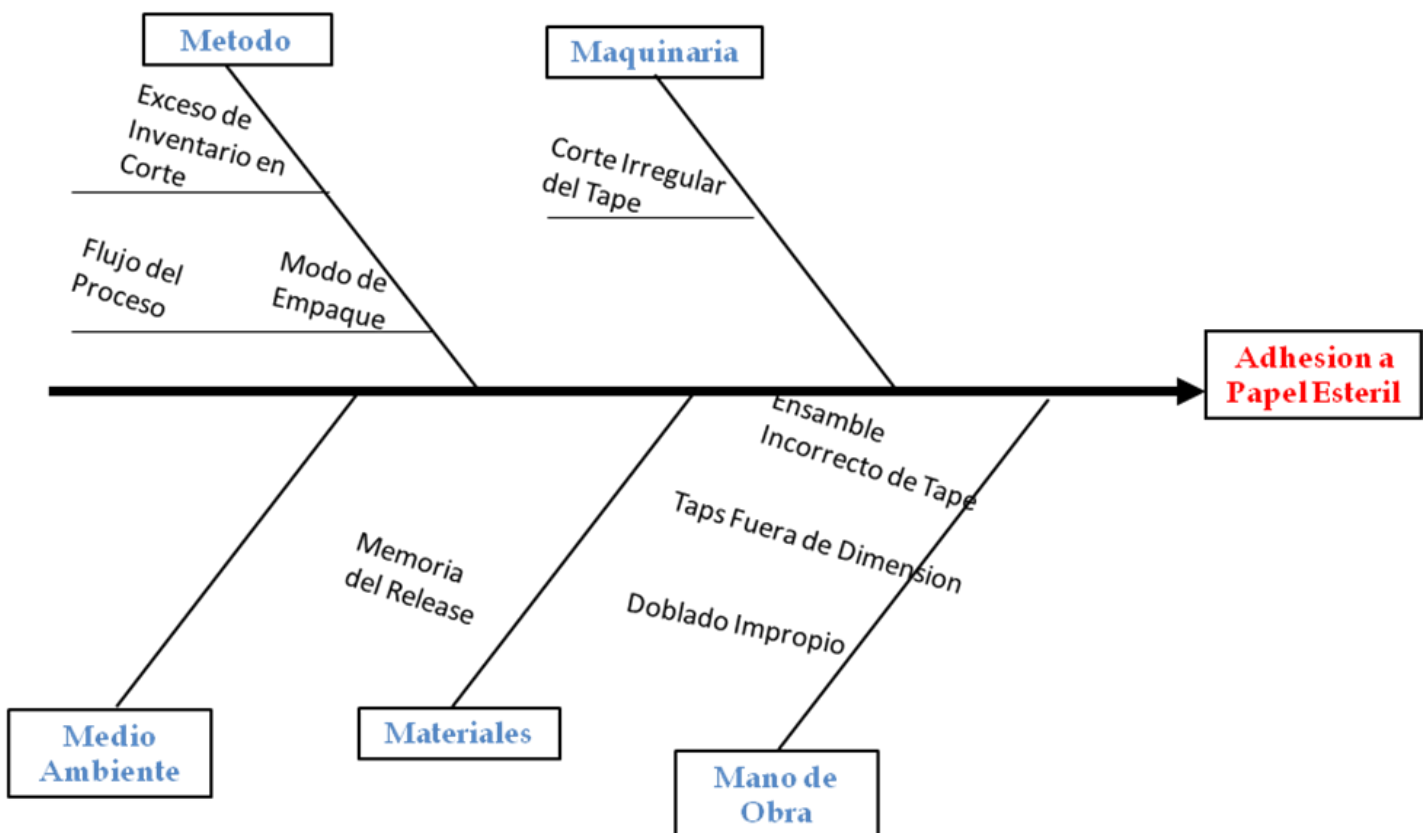 Metodo
Maquinaria
Exceso de
Inventario en
Corte
Corte Irregular
del Tape
Flujo del
Proceso
Modo de
Empaque
Adhesion a
Papel Esteril
Ensamble
Incorrecto de Tape
Taps Fuera de Dimension
Memoria
del Release
Doblado Impropio
Medio
Ambiente
Materiales
Mano de
Obra